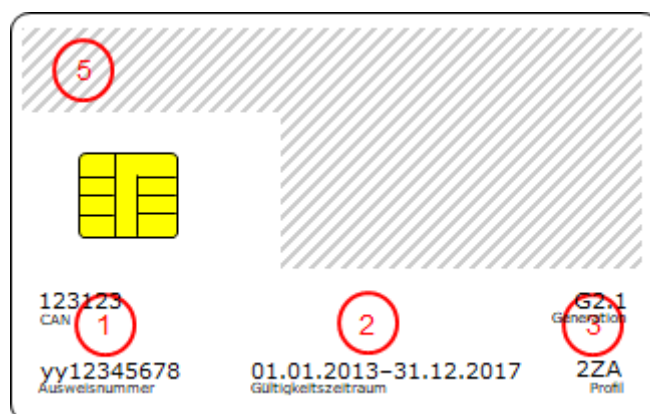 5
123123
CAN
1
2
G2.1
Generation
3
yy12345678
Ausweisnummer
01.01.2013–31.12.2017
Gültigkeitszeitraum
2ZA
Profil